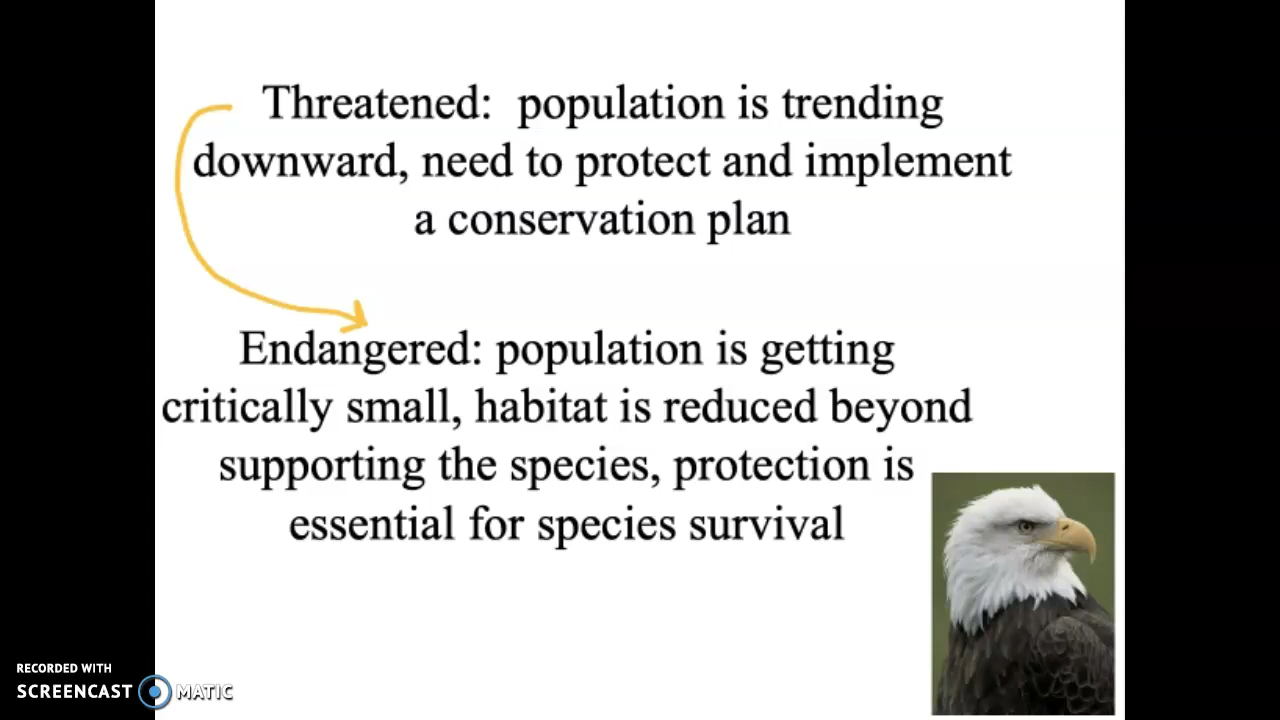 Threatened:  population is trending
downward, need to protect and implement
a conservation plan
Endangered: population is getting
critically small, habitat is reduced beyond
supporting the species, protection is
essential for species survival
RECORDED WITH
SCREENCAST MATIC